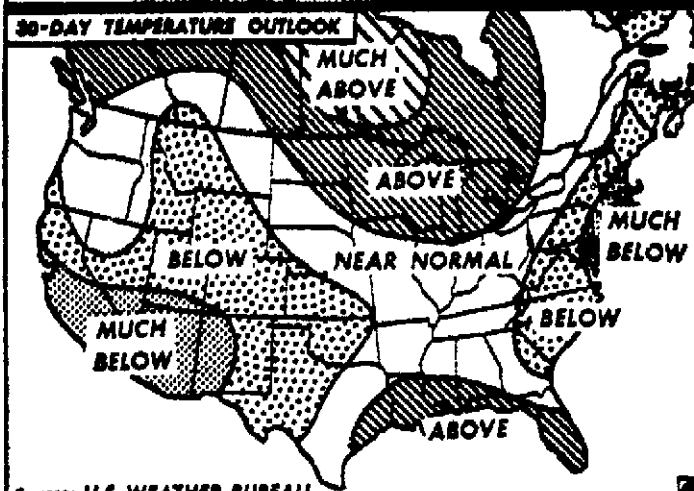 30-DAY TEMPERATURE OUTLOOK
MUCH
ABOVE
ABOVE
MUCH
BELOW
BELOW
NEAR NORMAL
BELOW
MUCH
BELOW
ABOVE
U.S. WEATHER BUREAU